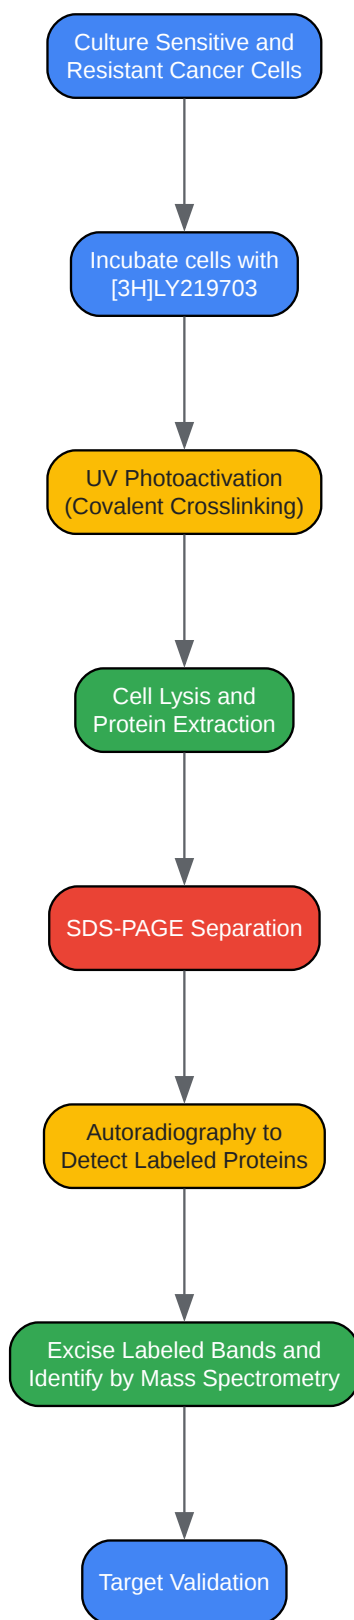 Culture Sensitive and
Resistant Cancer Cells
Incubate cells with
[3H]LY219703
UV Photoactivation
(Covalent Crosslinking)
Cell Lysis and
Protein Extraction
SDS-PAGE Separation
Autoradiography to
Detect Labeled Proteins
Excise Labeled Bands and
Identify by Mass Spectrometry
Target Validation